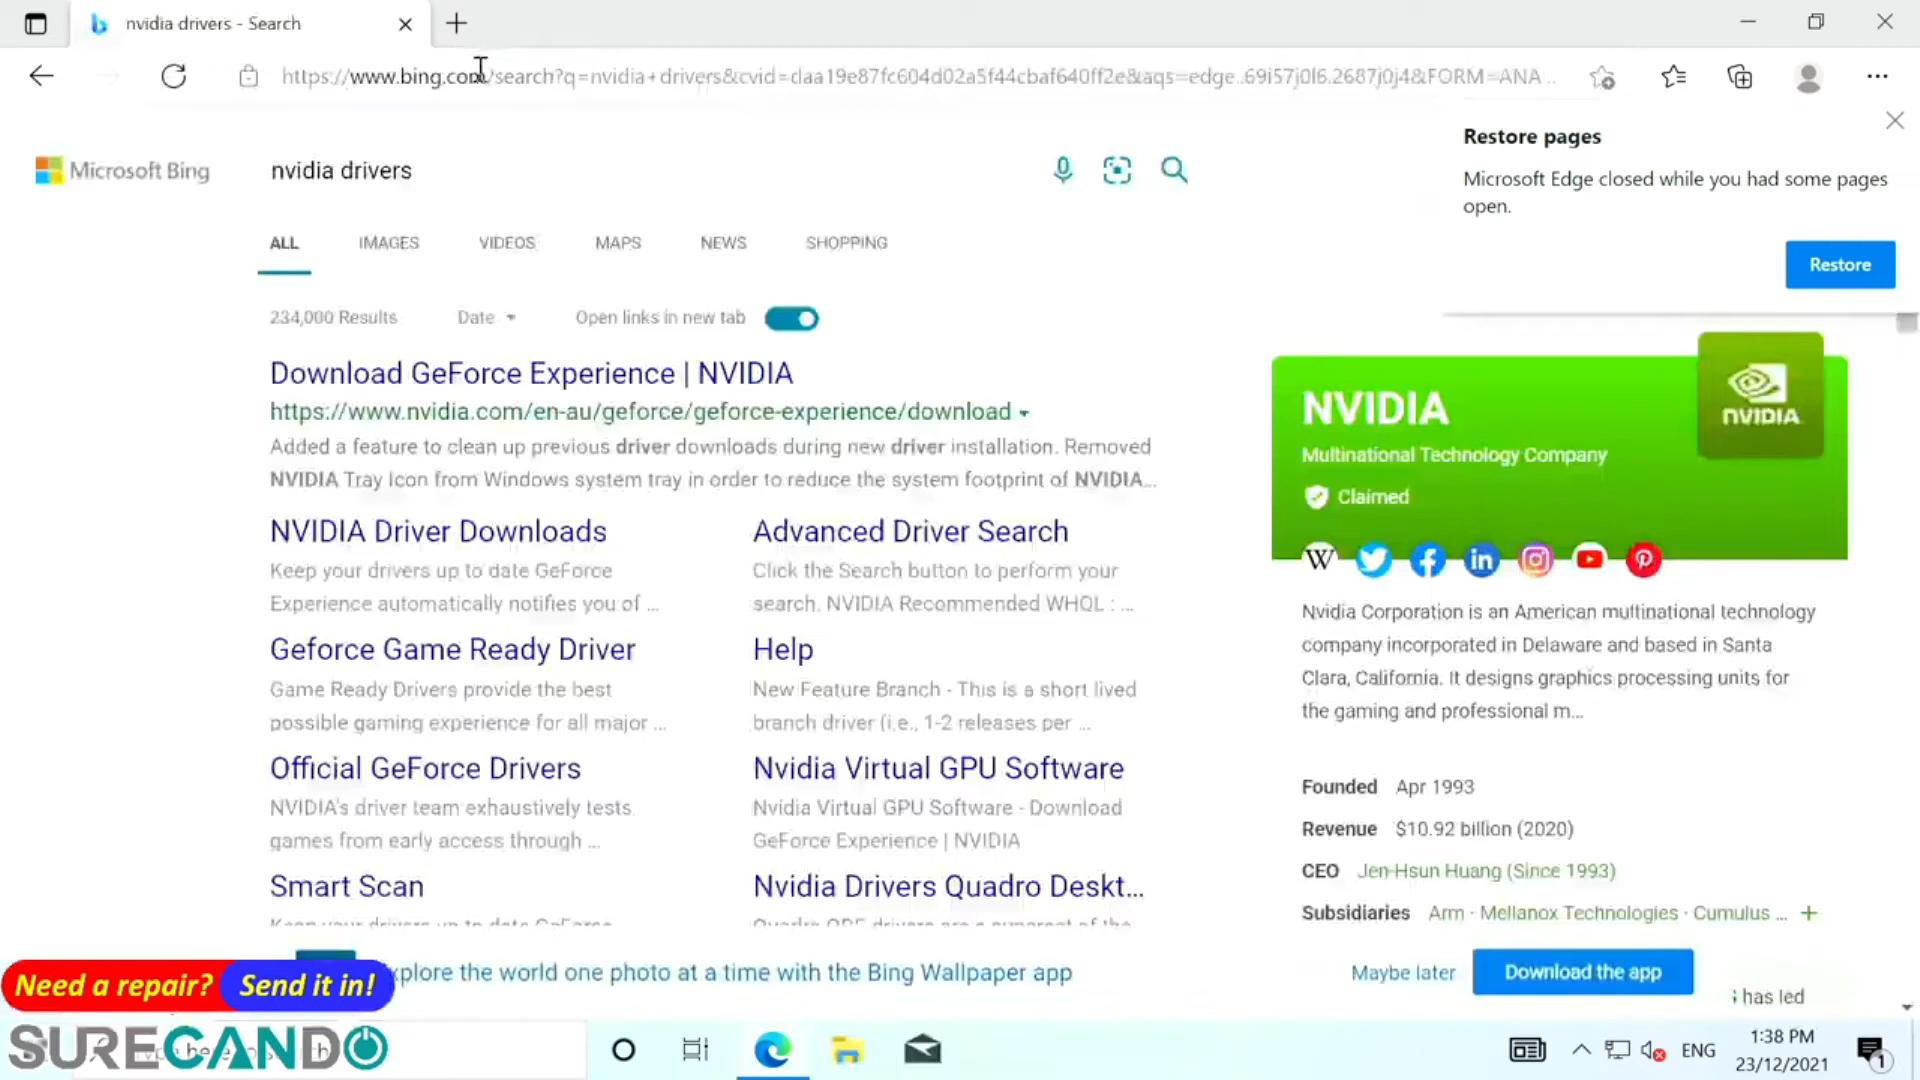 nvidia drivers - Search
https://www.bing.com/search?q=nvidia+drivers&cvid=daa19e87fc604d02a5f44cbaf640ff2e&aqs=edge..69i57j0l6.2687j0j4&FORM=ANA...
Microsoft Bing
nvidia drivers
Restore pages
Microsoft Edge closed while you had some pages
open.
Restore
ALL IMAGES VIDEOS MAPS NEWS SHOPPING
234,000 Results Date Open links in new tab
Download GeForce Experience | NVIDIA
https://www.nvidia.com/en-au/geforce/geforce-experience/download
Added a feature to clean up previous driver downloads during new driver installation. Removed
NVIDIA Tray Icon from Windows system tray in order to reduce the system footprint of NVIDIA...
NVIDIA Driver Downloads
Keep your drivers up to date GeForce
Experience automatically notifies you of ...
Advanced Driver Search
Click the Search button to perform your
search. NVIDIA Recommended WHQL : ...
Geforce Game Ready Driver
Game Ready Drivers provide the best
possible gaming experience for all major ...
Help
New Feature Branch - This is a short lived
branch driver (i.e., 1-2 releases per ...
Official GeForce Drivers
NVIDIA's driver team exhaustively tests
games from early access through ...
Nvidia Virtual GPU Software
Nvidia Virtual GPU Software - Download
GeForce Experience | NVIDIA
Smart Scan
Keep your drivers up to date GeForce
Nvidia Drivers Quadro Deskt...
NVIDIA
Multinational Technology Company
Claimed
NVIDIA
W
in
Nvidia Corporation is an American multinational technology
company incorporated in Delaware and based in Santa
Clara, California. It designs graphics processing units for
the gaming and professional m...
Founded Apr 1993
Revenue $10.92 billion (2020)
CEO Jen-Hsun Huang (Since 1993)
Subsidiaries Arm · Mellanox Technologies · Cumulus ... +
xplore the world one photo at a time with the Bing Wallpaper app
Maybe later Download the app
has led
Need a repair? Send it in!
SURECANDO
ENG
1:38 PM
23/12/2021
1